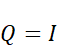 Q = I